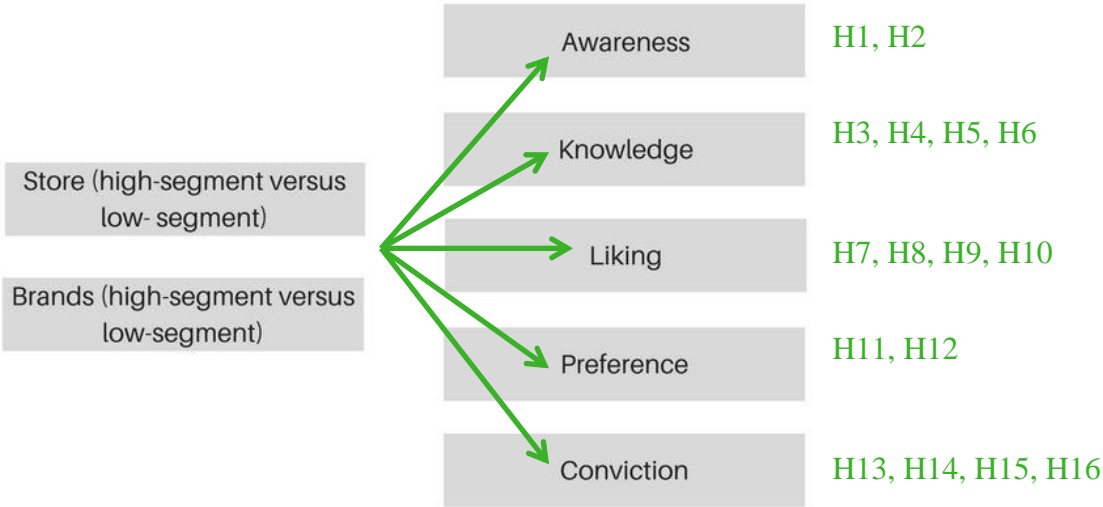 Store (high-segment versus
low- segment)
Brands (high-segment versus
low-segment)
Awareness
H1, H2
Knowledge
H3, H4, H5, H6
Liking
H7, H8, H9, H10
Preference
H11, H12
Conviction
H13, H14, H15, H16